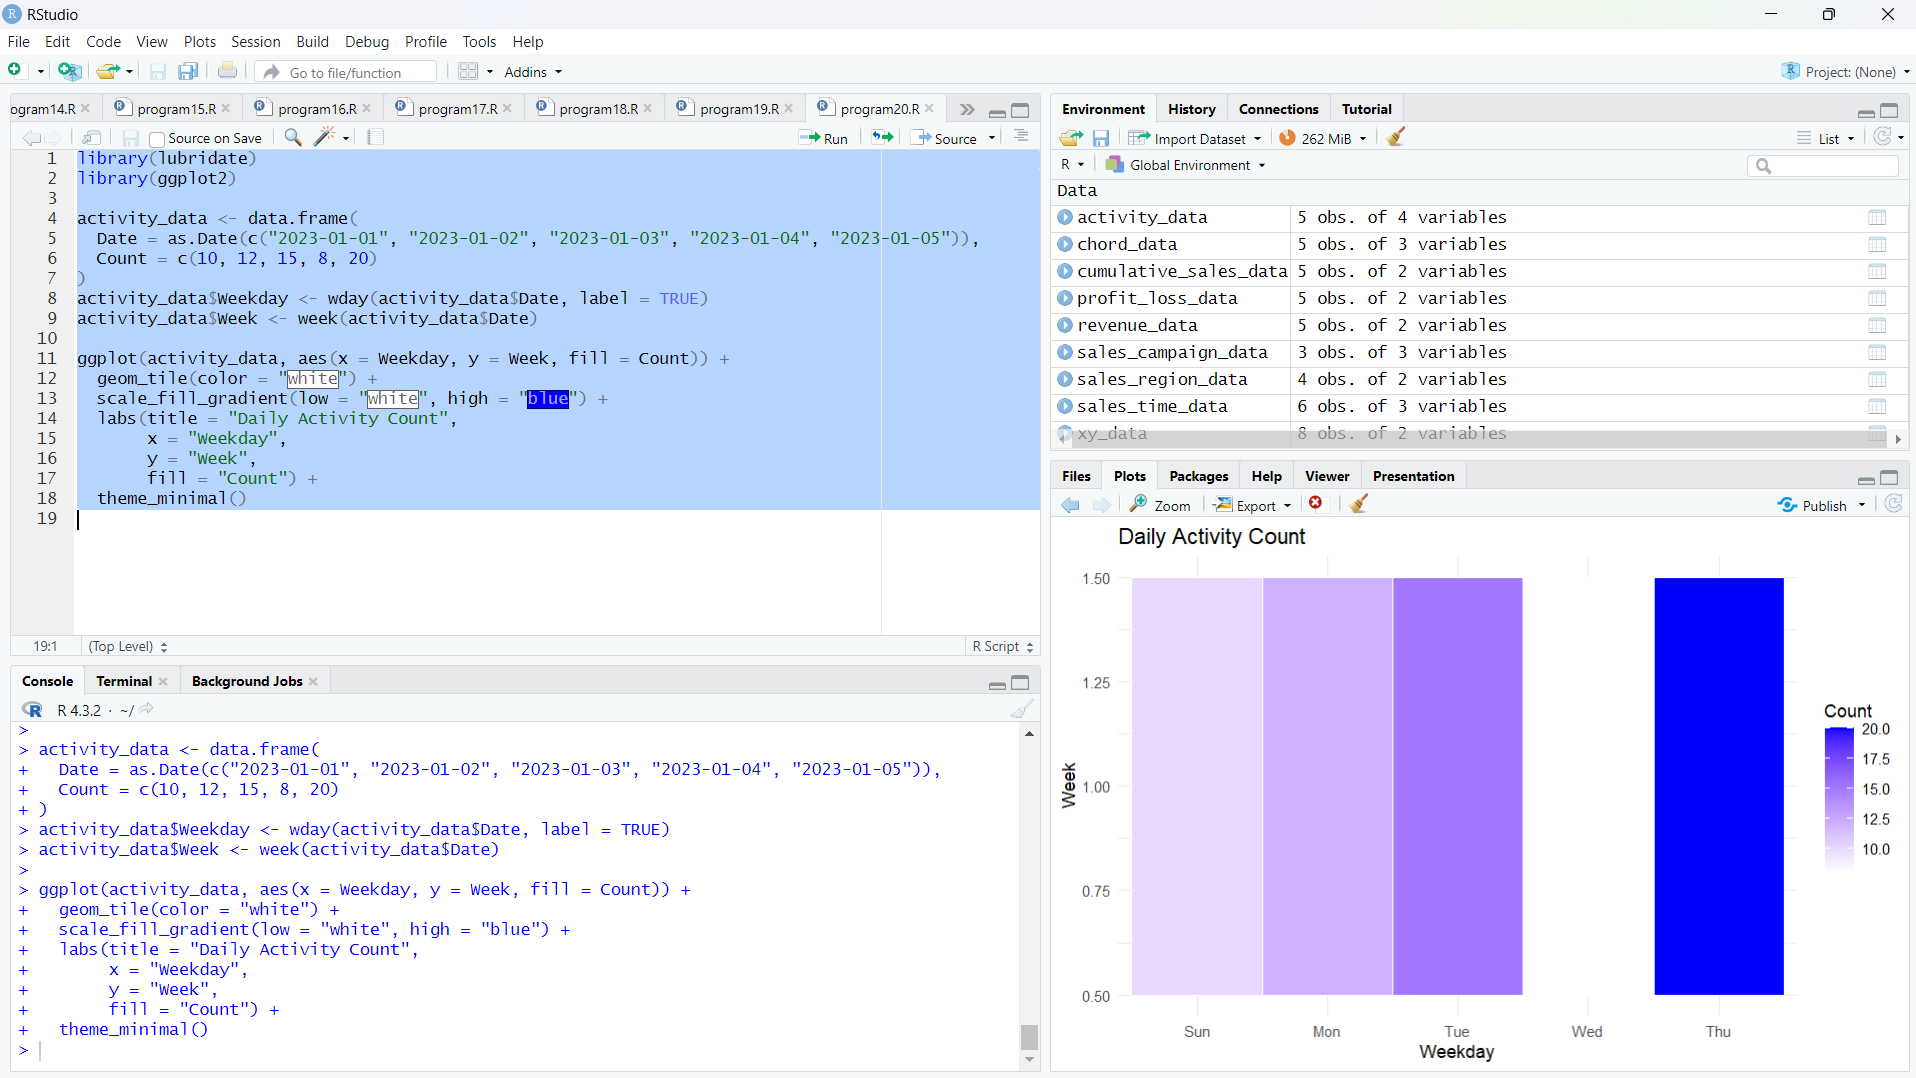 RStudio
File Edit Code View Plots Session Build Debug Profile Tools Help
Go to file/function Addins Project: (None)
ogram14.R program15.R program16.R program17.R program18.R program19.R program20.R
Source on Save Run Source
1 library(lubridate)
2 library(ggplot2)
3
4 activity_data <- data.frame(
5 Date = as.Date(c("2023-01-01", "2023-01-02", "2023-01-03", "2023-01-04", "2023-01-05")),
6 Count = c(10, 12, 15, 8, 20)
7 )
8 activity_data$Weekday <- wday(activity_data$Date, label = TRUE)
9 activity_data$Week <- week(activity_data$Date)
10
11 ggplot(activity_data, aes(x = Weekday, y = Week, fill = Count)) +
12 geom_tile(color = "white") +
13 scale_fill_gradient(low = "white", high = "blue") +
14 labs(title = "Daily Activity Count",
15 x = "Weekday",
16 y = "Week",
17 fill = "Count") +
18 theme_minimal()
19
19:1 (Top Level) R Script
Console Terminal Background Jobs
R 4.3.2 · ~/
>
> activity_data <- data.frame(
+ Date = as.Date(c("2023-01-01", "2023-01-02", "2023-01-03", "2023-01-04", "2023-01-05")),
+ Count = c(10, 12, 15, 8, 20)
+ )
> activity_data$Weekday <- wday(activity_data$Date, label = TRUE)
> activity_data$Week <- week(activity_data$Date)
>
> ggplot(activity_data, aes(x = Weekday, y = Week, fill = Count)) +
+ geom_tile(color = "white") +
+ scale_fill_gradient(low = "white", high = "blue") +
+ labs(title = "Daily Activity Count",
+ x = "Weekday",
+ y = "Week",
+ fill = "Count") +
+ theme_minimal()
>
Environment History Connections Tutorial
Import Dataset 262 MiB List
R Global Environment
Data
activity_data 5 obs. of 4 variables
chord_data 5 obs. of 3 variables
cumulative_sales_data 5 obs. of 2 variables
profit_loss_data 5 obs. of 2 variables
revenue_data 5 obs. of 2 variables
sales_campaign_data 3 obs. of 3 variables
sales_region_data 4 obs. of 2 variables
sales_time_data 6 obs. of 3 variables
xy_data 8 obs. of 2 variables
Files Plots Packages Help Viewer Presentation
Zoom Export Publish
Daily Activity Count
1.50
1.25
1.00
0.75
0.50
Week
Sun Mon Tue Wed Thu
Weekday
Count
20.0
17.5
15.0
12.5
10.0